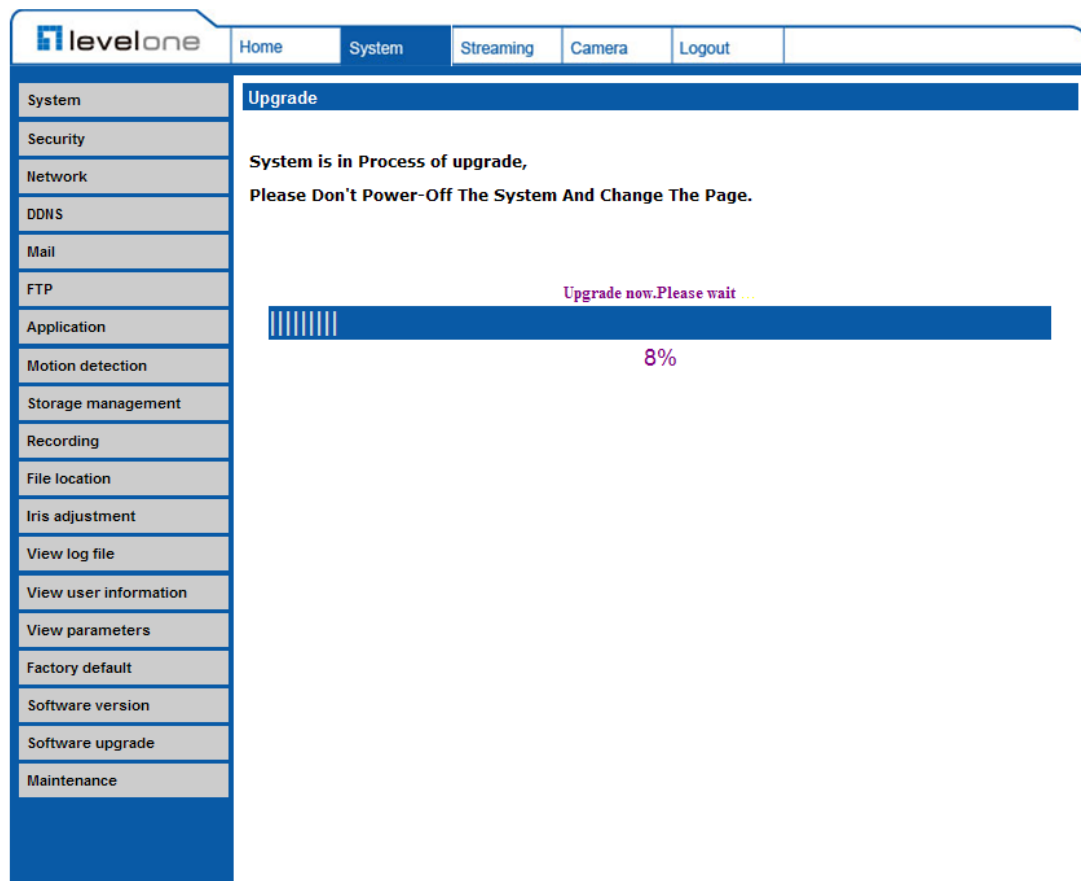 levelone
Home System Streaming Camera Logout
System
Security
Network
DDNS
Mail
FTP
Application
Motion detection
Storage management
Recording
File location
Iris adjustment
View log file
View user information
View parameters
Factory default
Software version
Software upgrade
Maintenance
Upgrade
System is in Process of upgrade,
Please Don't Power-Off The System And Change The Page.
Upgrade now.Please wait ...
8%